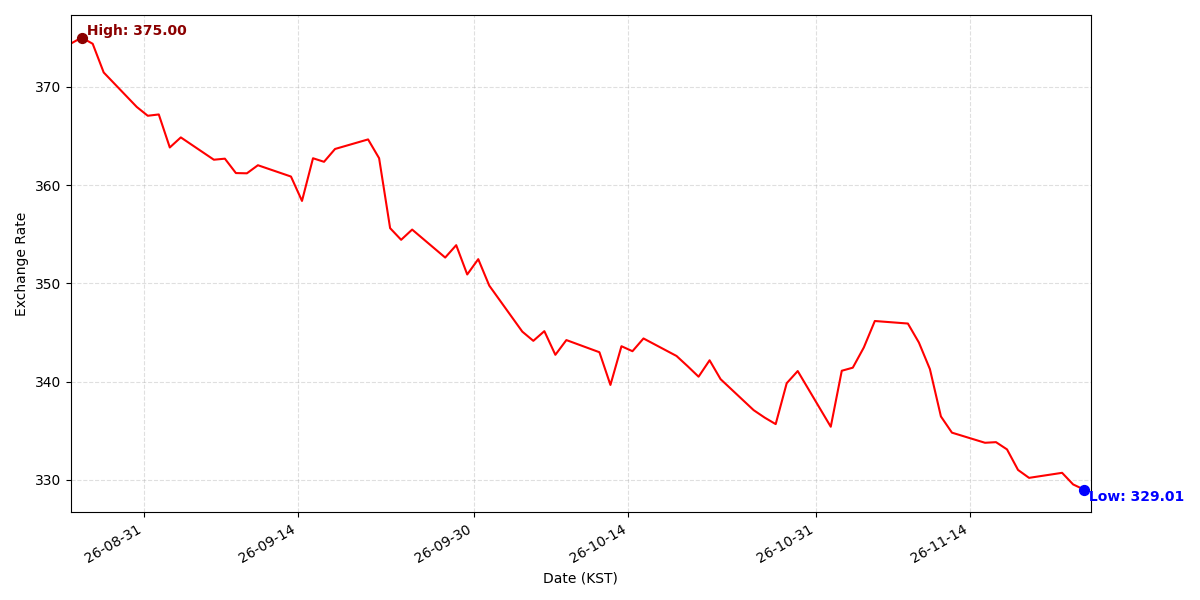 High: 375.00
370
360
350
340
330
Exchange Rate
Low: 329.01
26-08-31
26-09-14
26-09-30
26-10-14
26-10-31
26-11-14
Date (KST)